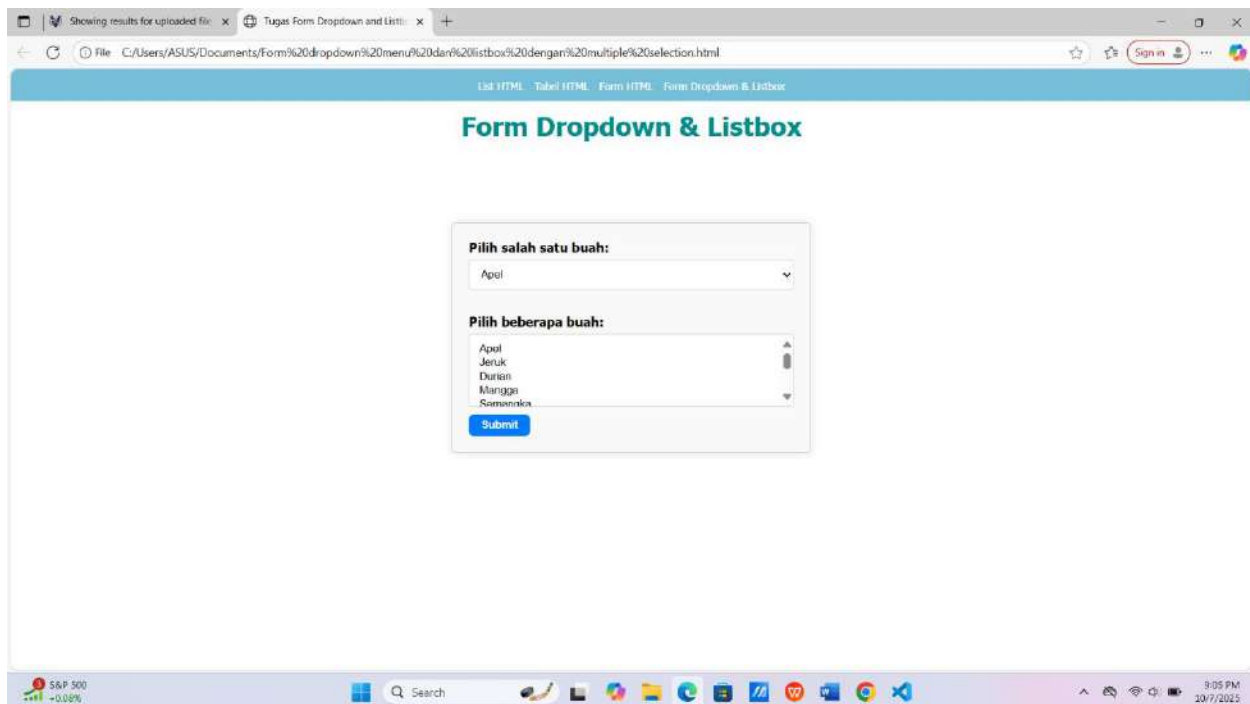 Showing results for uploaded file
Tugas Form Dropdown and Listb
File C:/Users/ASUS/Documents/Form%20dropdown%20menu%20dan%20listbox%20dengan%20multiple%20selection.html
Sign in
List HTML Tabel HTML Form HTML Form Dropdown & Listbox
Form Dropdown & Listbox
Pilih salah satu buah:
Apel
Pilih beberapa buah:
Apel
Jeruk
Durian
Mangga
Semangka
Submit
S&P 500
+0.08%
Search
9:05 PM
10/7/2025